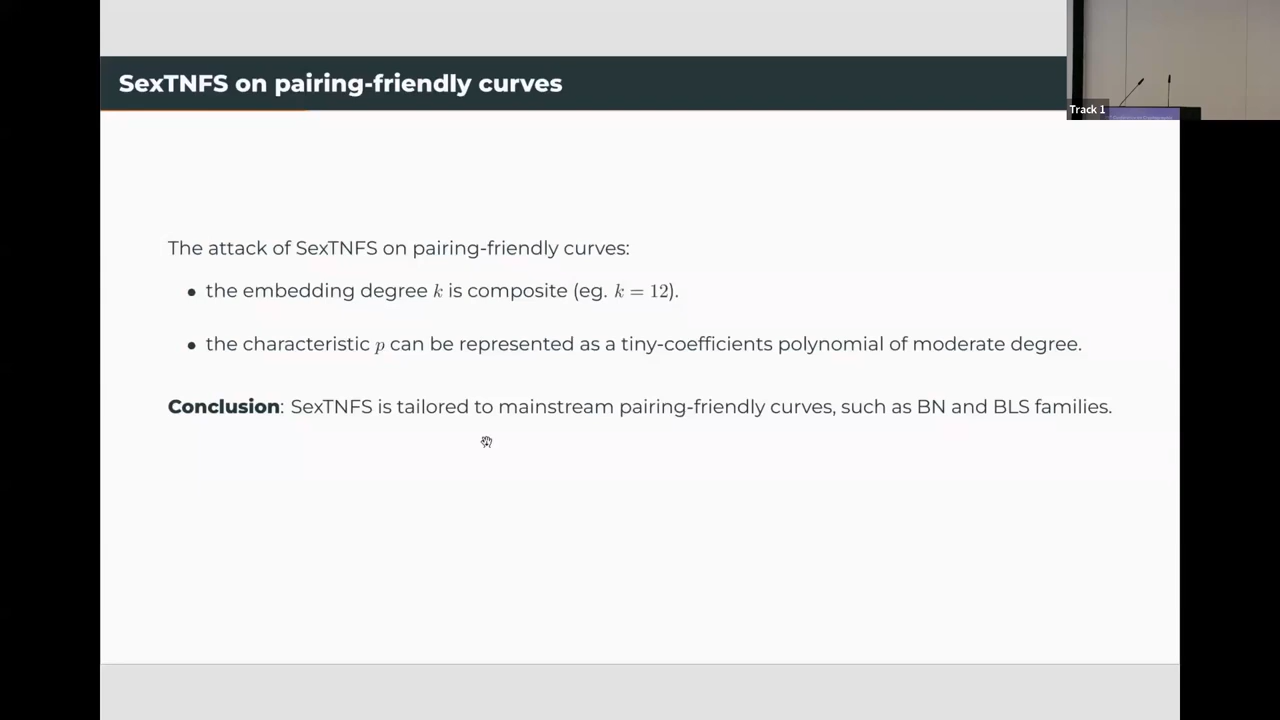 SexTNFS on pairing-friendly curves
Track 1
The attack of SexTNFS on pairing-friendly curves:
• the embedding degree k is composite (eg. k = 12).
• the characteristic p can be represented as a tiny-coefficients polynomial of moderate degree.
Conclusion: SexTNFS is tailored to mainstream pairing-friendly curves, such as BN and BLS families.